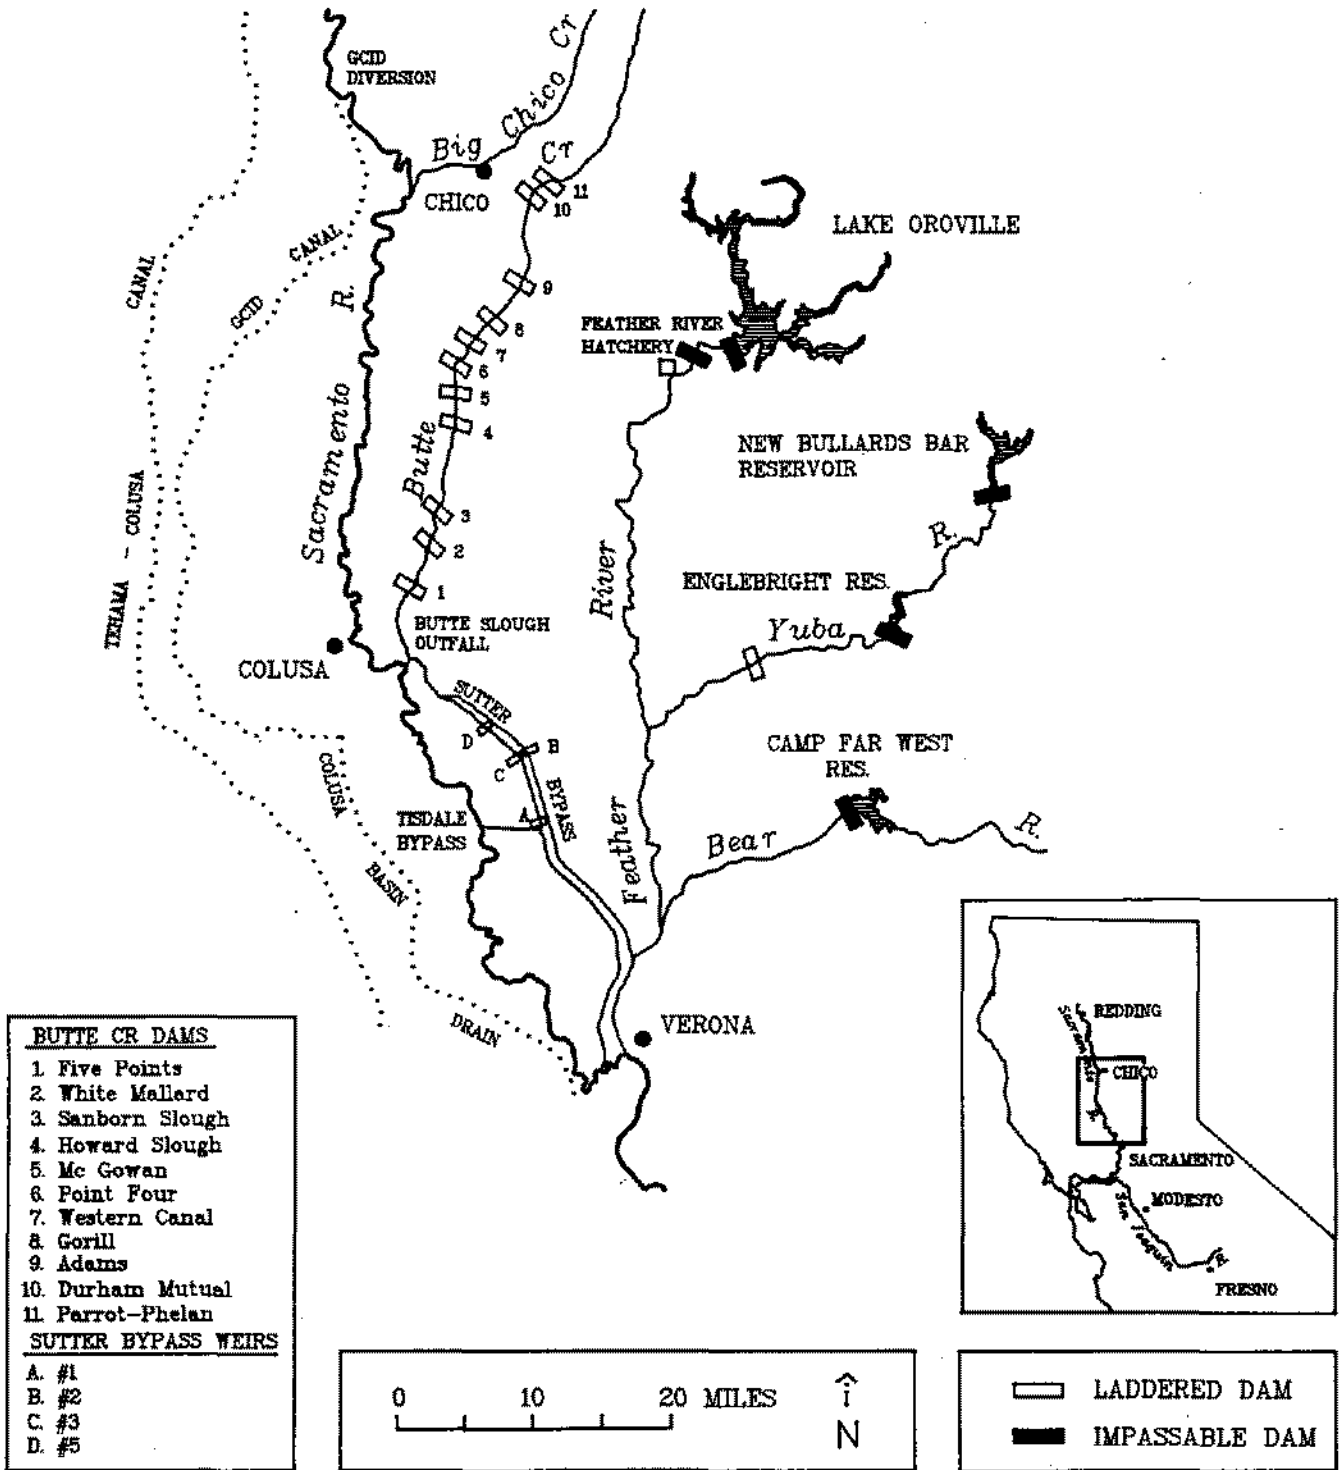 GCID
DIVERSION
Big Chico Cr
Cr
CHICO
11
10
9
8
7
6
5
4
3
2
1
CANAL
GCID
CANAL
TEHAMA - COLUSA
Sacramento R.
Butte
LAKE OROVILLE
FEATHER RIVER
HATCHERY
NEW BULLARDS BAR
RESERVOIR
R.
ENGLEBRIGHT RES.
Yuba
River
Feather
BUTTE SLOUGH
OUTFALL
COLUSA
SUTTER
BYPASS
D
B
C
A
TISDALE
BYPASS
CAMP FAR WEST
RES.
Bear
R.
COLUSA
BASIN
DRAIN
VERONA
BUTTE CR DAMS
1. Five Points
2. White Mallard
3. Sanborn Slough
4. Howard Slough
5. Mc Gowan
6. Point Four
7. Western Canal
8. Gorill
9. Adams
10. Durham Mutual
11. Parrot-Phelan
SUTTER BYPASS WEIRS
A. #1
B. #2
C. #3
D. #5
0 10 20 MILES
N
REDDING
Sacramento
R.
CHICO
SACRAMENTO
MODESTO
San Joaquin
R.
FRESNO
LADDERED DAM
IMPASSABLE DAM